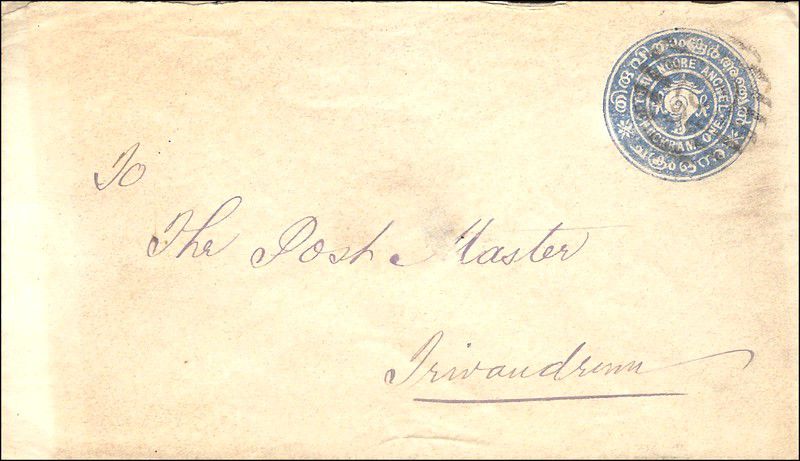 TRAVANCORE ANCHEL
CHUCKRAM ONE
To
The Post Master
Trivandrum